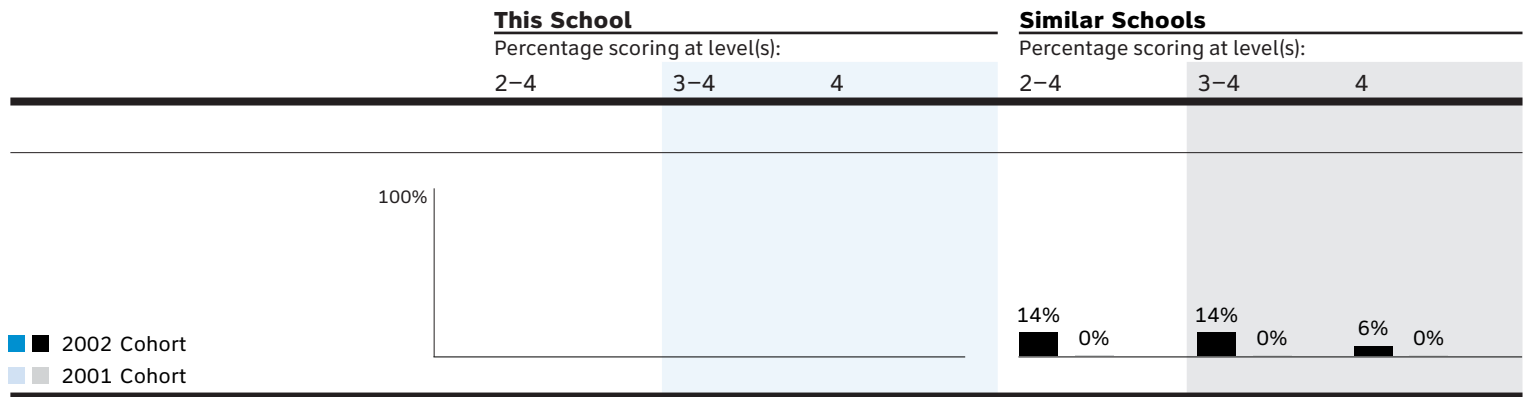 This School Similar Schools
Percentage scoring at level(s): Percentage scoring at level(s):
2–4 3–4 4 2–4 3–4 4
100%
14% 0% 14% 0% 6% 0%
2002 Cohort
2001 Cohort